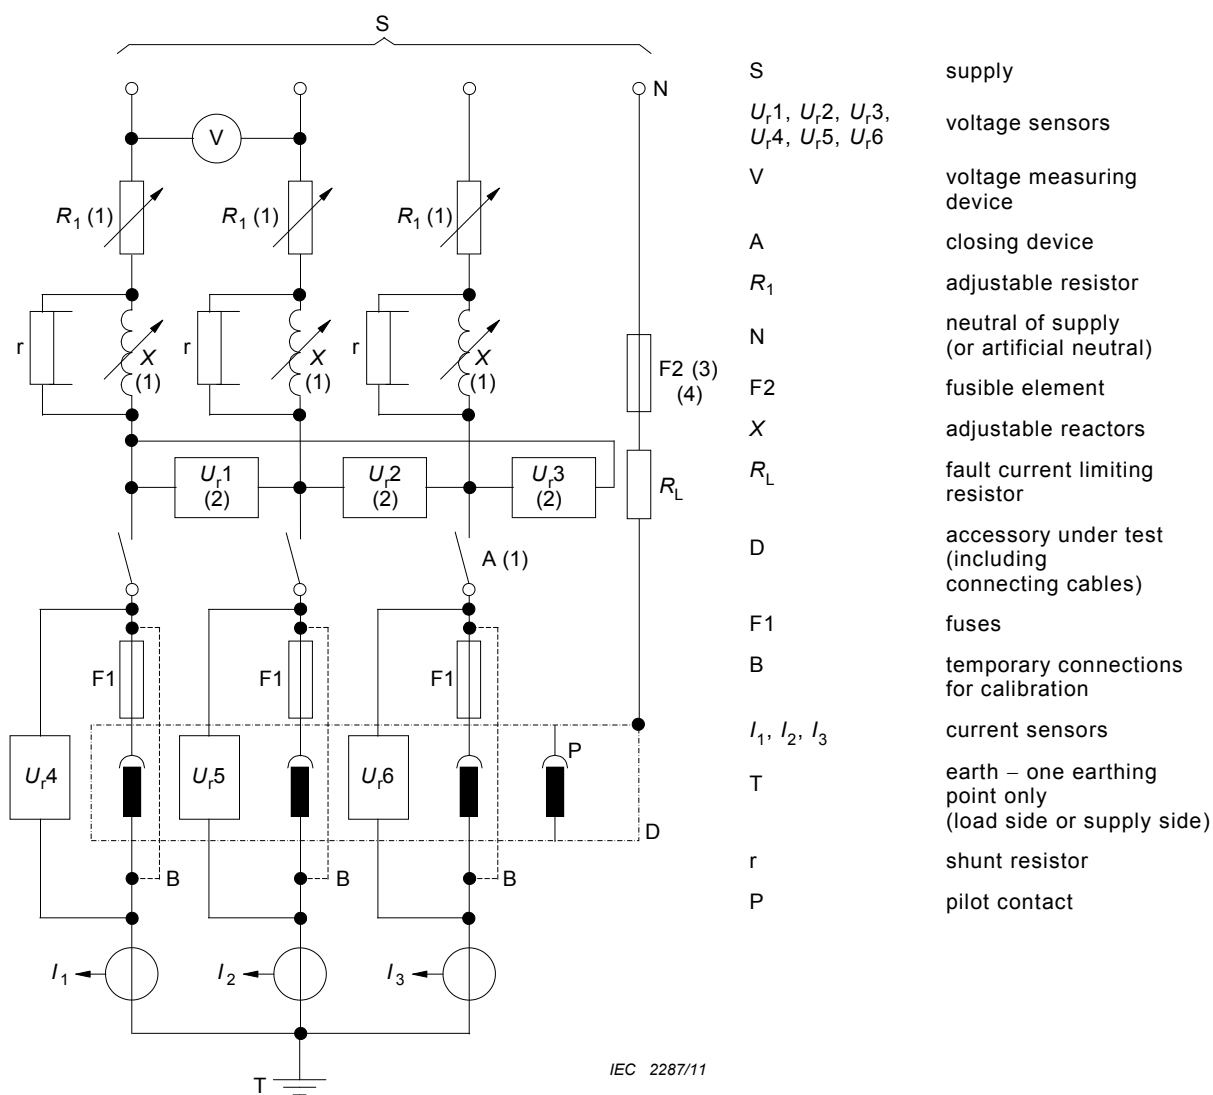 S
N
V
R1 (1)
R1 (1)
R1 (1)
r
X
(1)
r
X
(1)
r
X
(1)
F2 (3)
(4)
Ur1
(2)
Ur2
(2)
Ur3
(2)
RL
A (1)
F1
F1
F1
P
Ur4
Ur5
Ur6
D
B
B
B
I1
I2
I3
T
IEC 2287/11
S supply
Ur1, Ur2, Ur3,
Ur4, Ur5, Ur6 voltage sensors
V voltage measuring
device
A closing device
R1 adjustable resistor
N neutral of supply
(or artificial neutral)
F2 fusible element
X adjustable reactors
RL fault current limiting
resistor
D accessory under test
(including
connecting cables)
F1 fuses
B temporary connections
for calibration
I1, I2, I3 current sensors
T earth – one earthing
point only
(load side or supply side)
r shunt resistor
P pilot contact